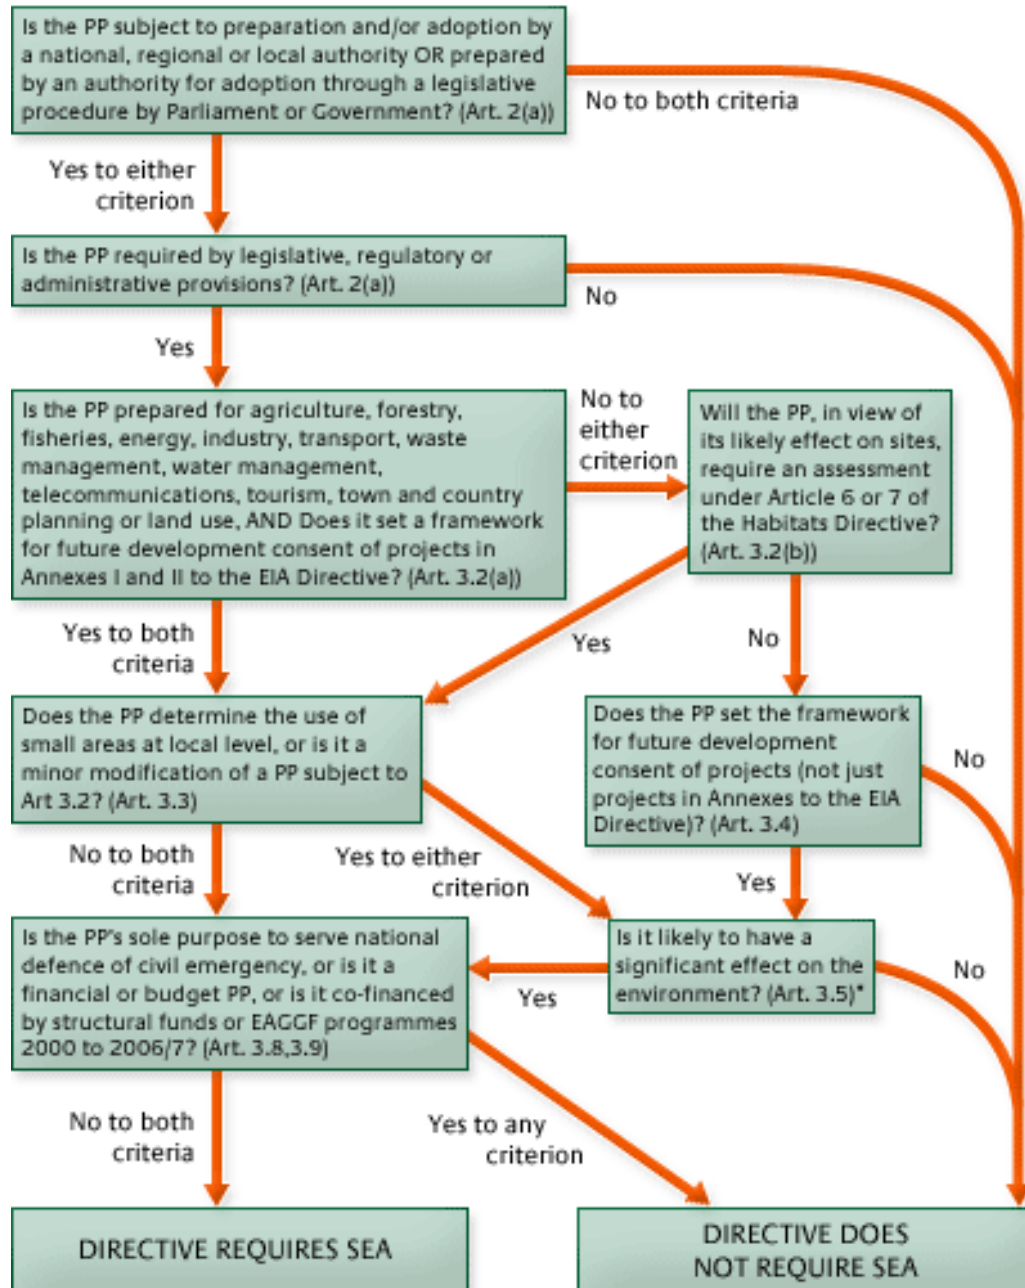 Is the PP subject to preparation and/or adoption by
a national, regional or local authority OR prepared
by an authority for adoption through a legislative
procedure by Parliament or Government? (Art. 2(a))
No to both criteria
Yes to either
criterion
Is the PP required by legislative, regulatory or
administrative provisions? (Art. 2(a))
No
Yes
Is the PP prepared for agriculture, forestry,
fisheries, energy, industry, transport, waste
management, water management,
telecommunications, tourism, town and country
planning or land use, AND Does it set a framework
for future development consent of projects in
Annexes I and II to the EIA Directive? (Art. 3.2(a))
No to
either
criterion
Will the PP, in view of
its likely effect on sites,
require an assessment
under Article 6 or 7 of
the Habitats Directive?
(Art. 3.2(b))
Yes to both
criteria
Yes
No
Does the PP determine the use of
small areas at local level, or is it a
minor modification of a PP subject to
Art 3.2? (Art. 3.3)
Does the PP set the framework
for future development
consent of projects (not just
projects in Annexes to the EIA
Directive)? (Art. 3.4)
No
No to both
criteria
Yes to either
criterion
Yes
Is the PP's sole purpose to serve national
defence of civil emergency, or is it a
financial or budget PP, or is it co-financed
by structural funds or EAGGF programmes
2000 to 2006/7? (Art. 3.8,3.9)
Yes
Is it likely to have a
significant effect on the
environment? (Art. 3.5)*
No
No to both
criteria
Yes to any
criterion
DIRECTIVE REQUIRES SEA
DIRECTIVE DOES
NOT REQUIRE SEA